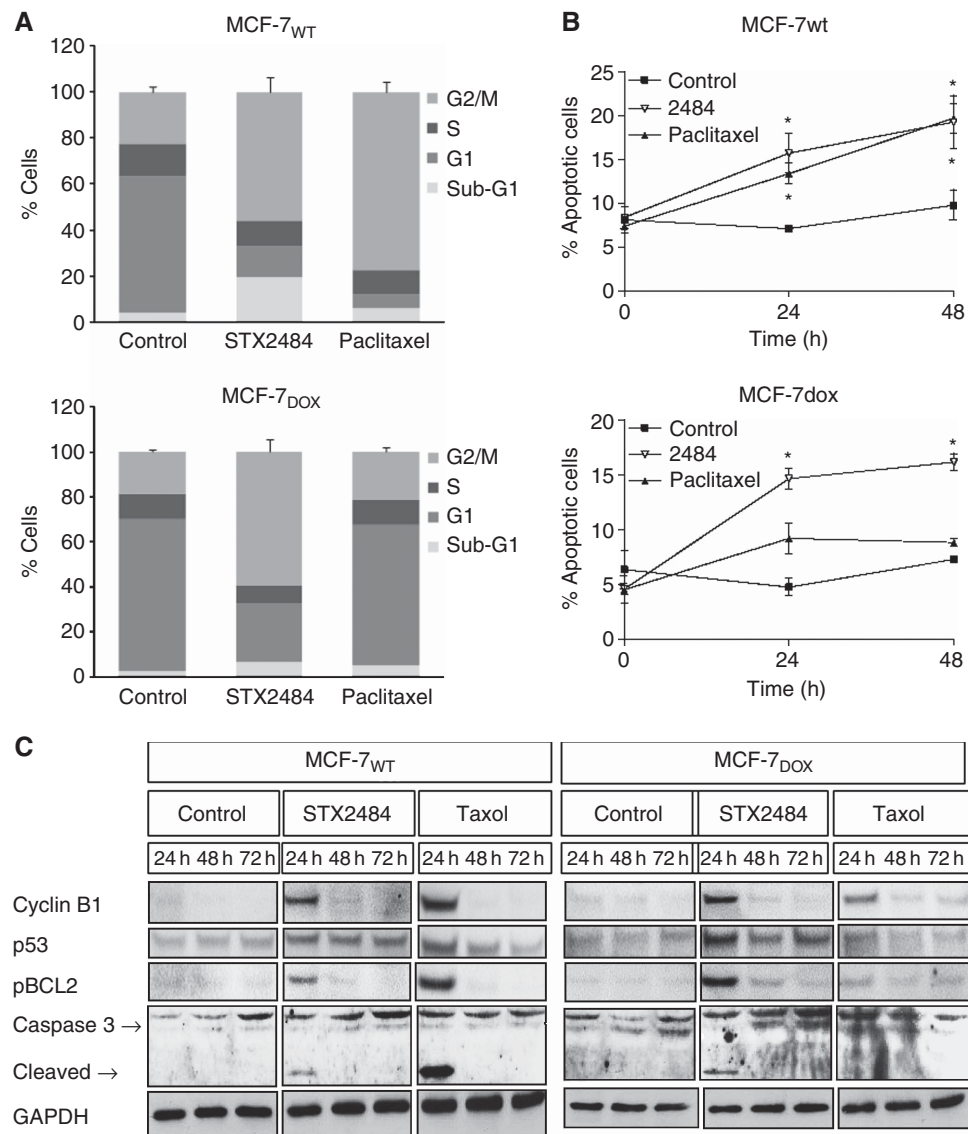 A
MCF-7WT
120
100
80
60
40
20
0
% Cells
G2/M
S
G1
Sub-G1
Control STX2484 Paclitaxel
MCF-7DOX
120
100
80
60
40
20
0
% Cells
G2/M
S
G1
Sub-G1
Control STX2484 Paclitaxel
B
MCF-7wt
25
20
15
10
5
0
% Apoptotic cells
Control
2484
Paclitaxel
*
*
*
*
0 24 48
Time (h)
MCF-7dox
20
15
10
5
0
% Apoptotic cells
Control
2484
Paclitaxel
*
*
0 24 48
Time (h)
C
MCF-7WT MCF-7DOX
Control STX2484 Taxol Control STX2484 Taxol
24 h 48 h 72 h 24 h 48 h 72 h 24 h 48 h 72 h 24 h 48 h 72 h 24 h 48 h 72 h 24 h 48 h 72 h
Cyclin B1
p53
pBCL2
Caspase 3 →
Cleaved →
GAPDH